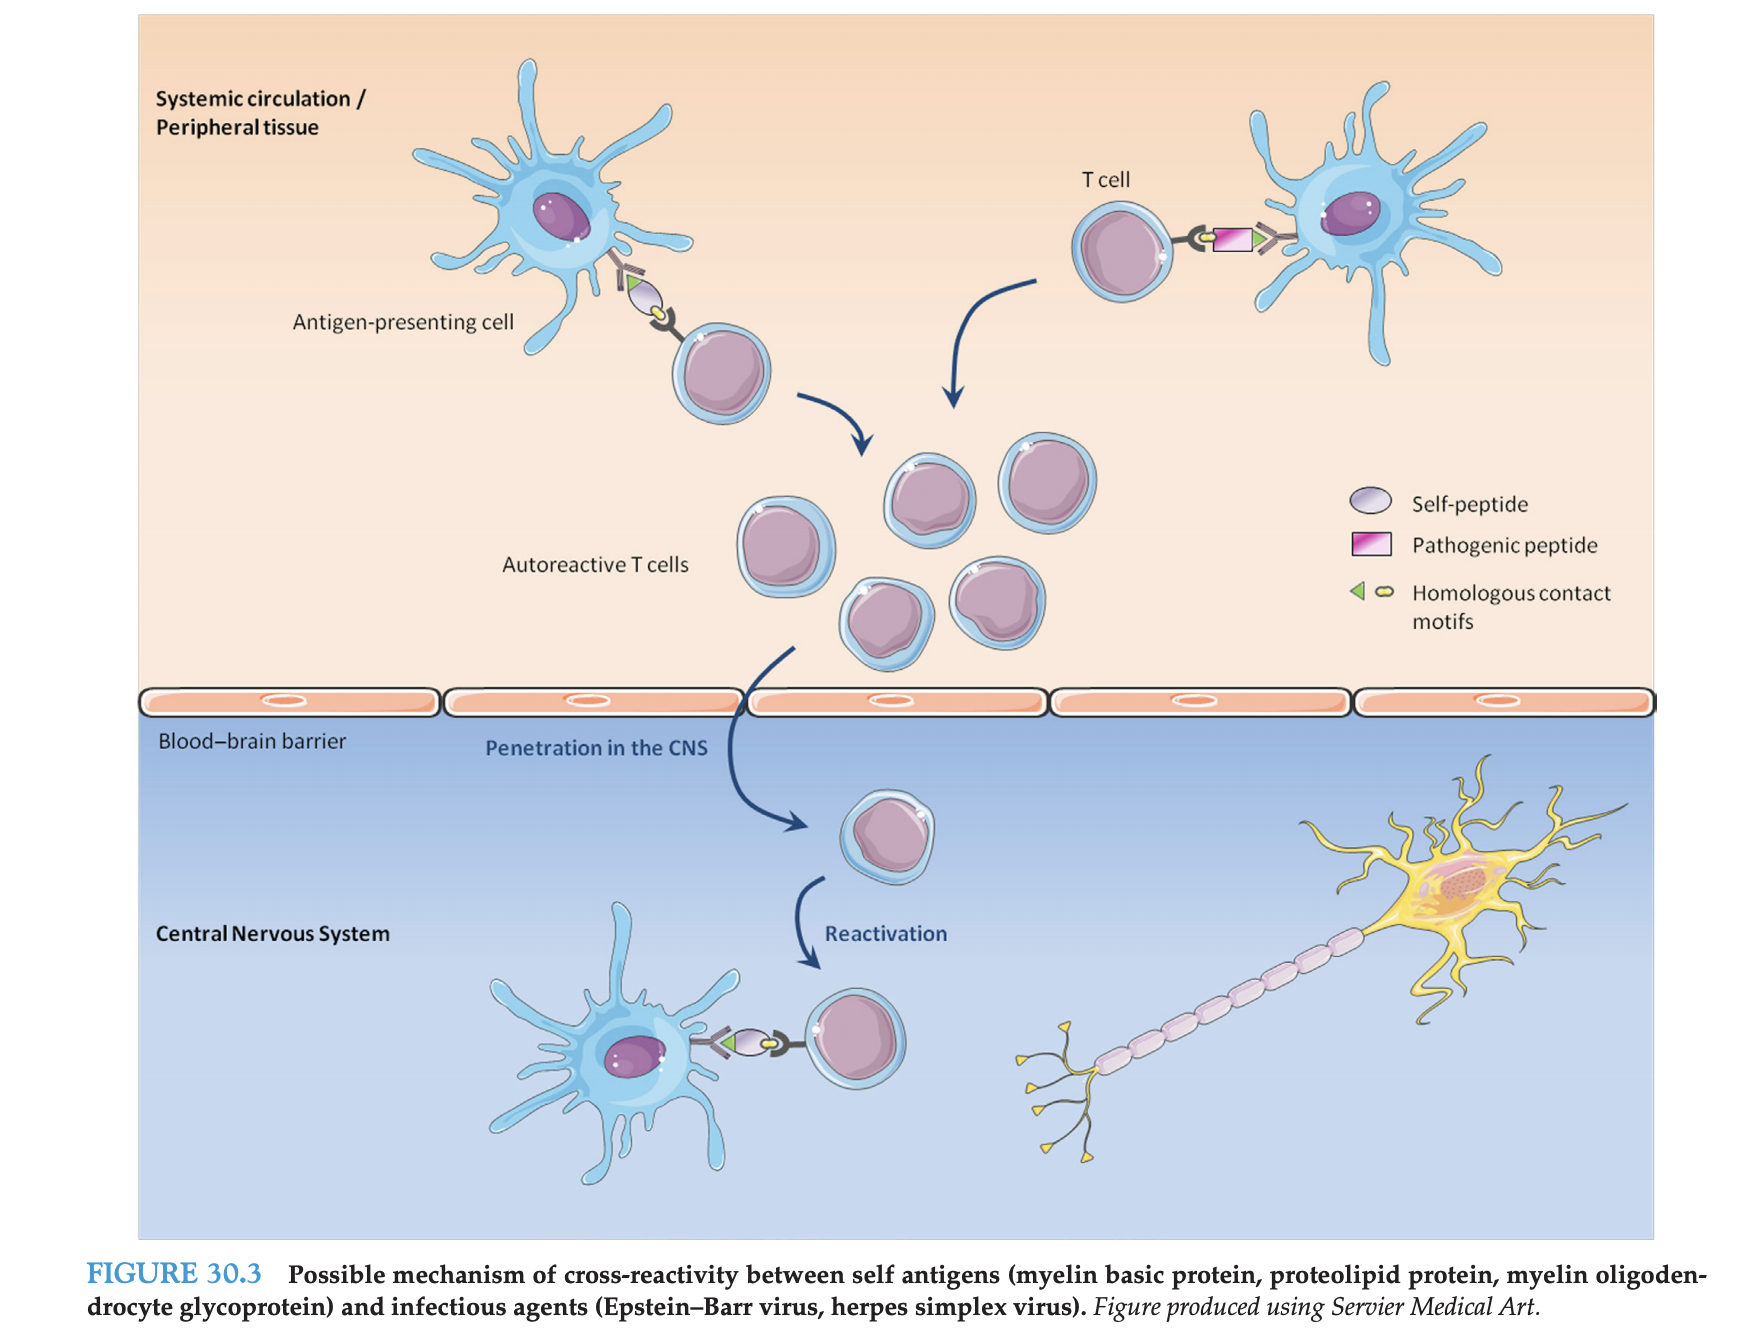 Systemic circulation /
Peripheral tissue
T cell
Antigen-presenting cell
Autoreactive T cells
Self-peptide
Pathogenic peptide
Homologous contact
motifs
Blood–brain barrier
Penetration in the CNS
Central Nervous System
Reactivation
FIGURE 30.3 Possible mechanism of cross-reactivity between self antigens (myelin basic protein, proteolipid protein, myelin oligoden-
drocyte glycoprotein) and infectious agents (Epstein–Barr virus, herpes simplex virus). Figure produced using Servier Medical Art.